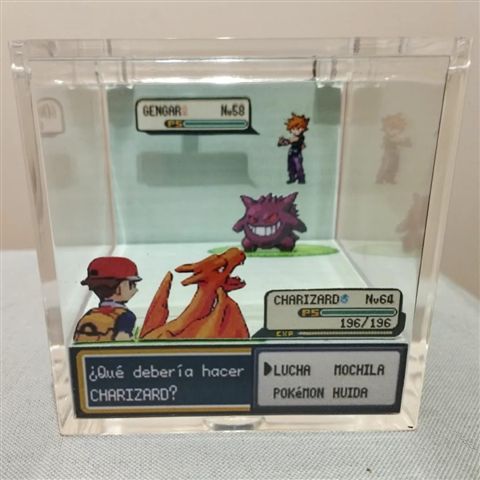 GENGAR♀ Nv58
PS
CHARIZARD♂ Nv64
PS
196/196
EXP
¿Qué debería hacer
CHARIZARD?
▶LUCHA MOCHILA
POKéMON HUIDA